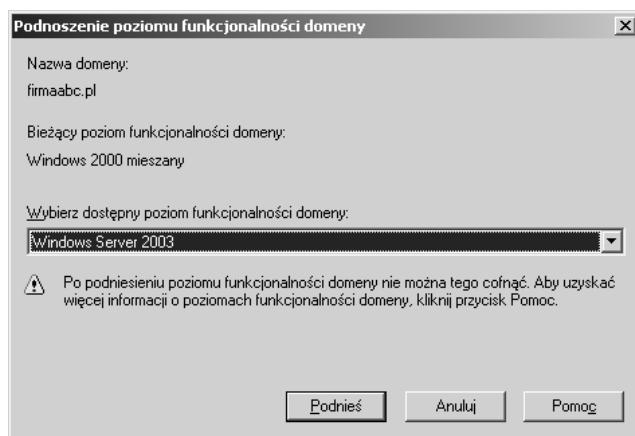 Podnoszenie poziomu funkcjonalności domeny
Nazwa domeny:
firmaabc.pl
Bieżący poziom funkcjonalności domeny:
Windows 2000 mieszany
Wybierz dostępny poziom funkcjonalności domeny:
Windows Server 2003
Po podniesieniu poziomu funkcjonalności domeny nie można tego cofnąć. Aby uzyskać
więcej informacji o poziomach funkcjonalności domeny, kliknij przycisk Pomoc.
Podnieś Anuluj Pomoc